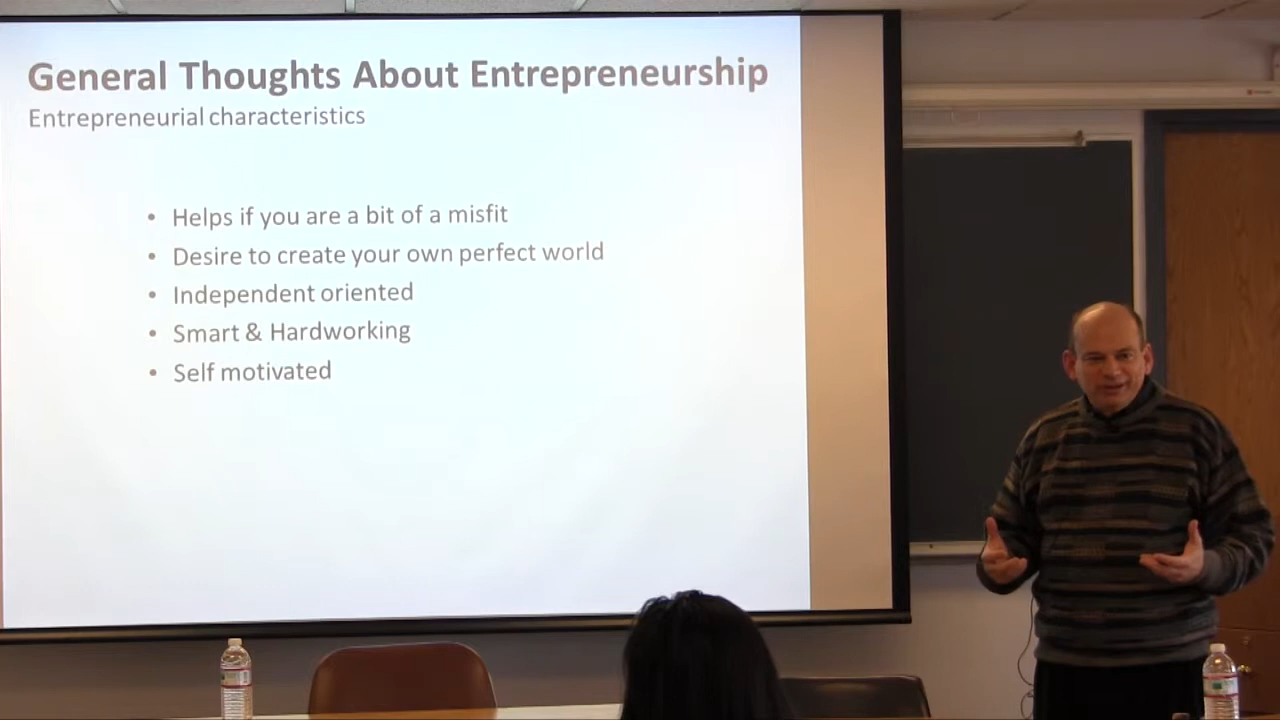 General Thoughts About Entrepreneurship
Entrepreneurial characteristics
• Helps if you are a bit of a misfit
• Desire to create your own perfect world
• Independent oriented
• Smart & Hardworking
• Self motivated